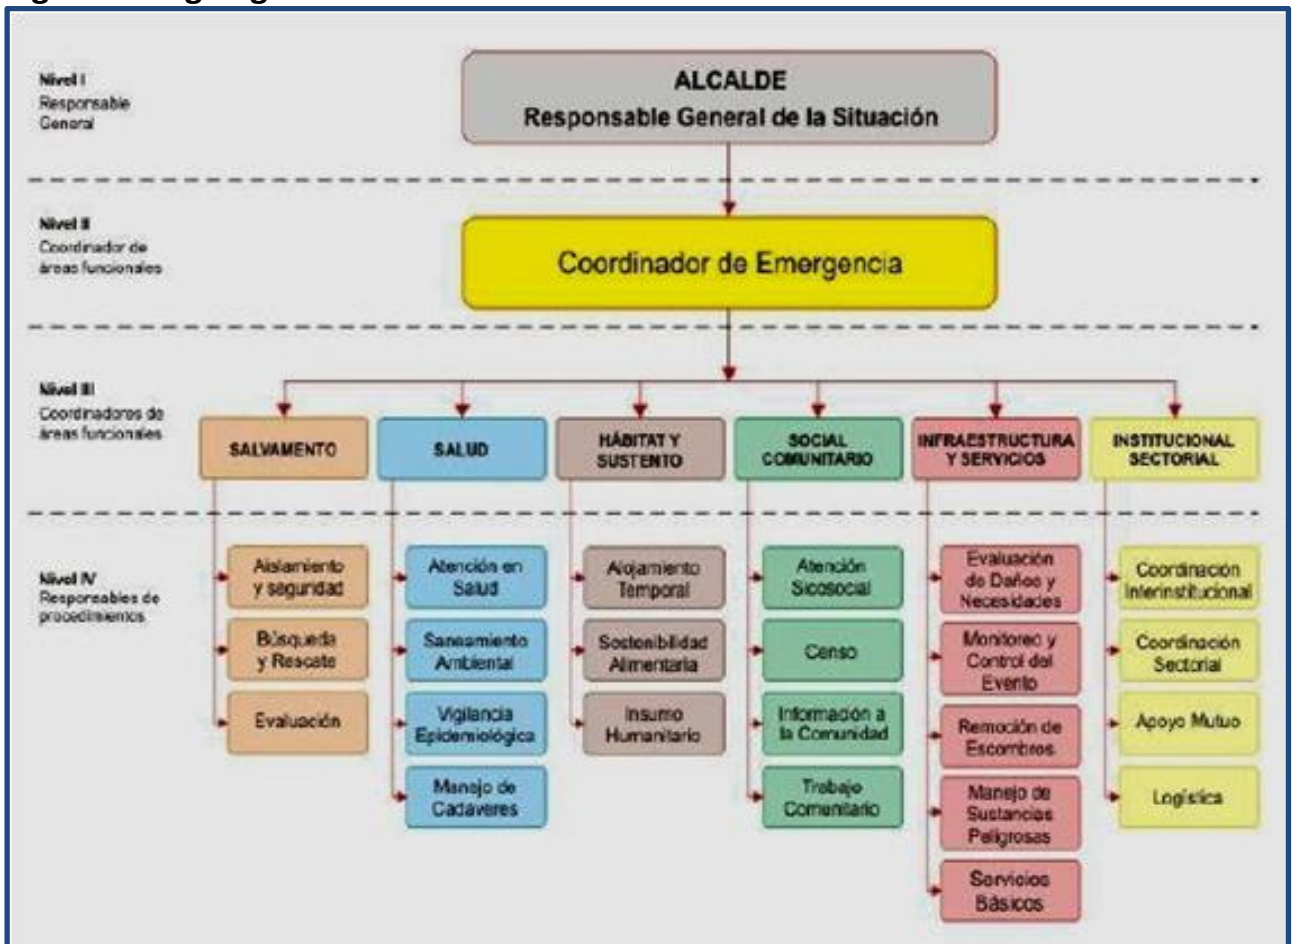 Nivel I
Responsable
General
ALCALDE
Responsable General de la Situación
Nivel II
Coordinador de
áreas funcionales
Coordinador de Emergencia
Nivel III
Coordinadores de
áreas funcionales
SALVAMENTO
SALUD
HÁBITAT Y
SUSTENTO
SOCIAL
COMUNITARIO
INFRAESTRUCTURA
Y SERVICIOS
INSTITUCIONAL
SECTORIAL
Nivel IV
Responsables de
procedimientos
Aislamiento
y seguridad
Búsqueda
y Rescate
Evaluación
Atención en
Salud
Saneamiento
Ambiental
Vigilancia
Epidemiológica
Manejo de
Cadaveres
Alojamiento
Temporal
Sostenibilidad
Alimentaria
Insumo
Humanitario
Atención
Sicosocial
Censo
Información a
la Comunidad
Trabajo
Comunitario
Evaluación
de Daños y
Necesidades
Monitoreo y
Control del
Evento
Remoción de
Escombros
Manejo de
Sustancias
Peligrosas
Servicios
Básicos
Coordinación
Interinstitucional
Coordinación
Sectorial
Apoyo Mutuo
Logística